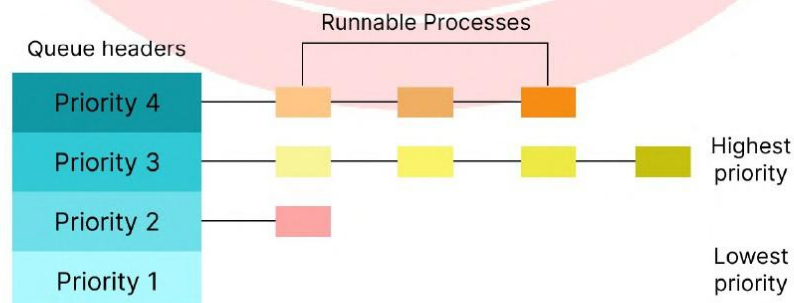 Runnable Processes
Queue headers
Priority 4
Priority 3
Highest
priority
Priority 2
Priority 1
Lowest
priority